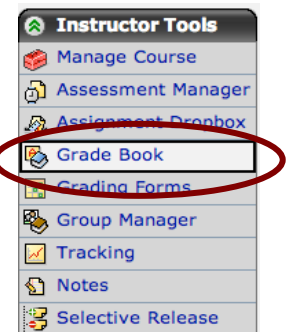 Instructor Tools
Manage Course
Assessment Manager
Assignment Dropbox
Grade Book
Grading Forms
Group Manager
Tracking
Notes
Selective Release